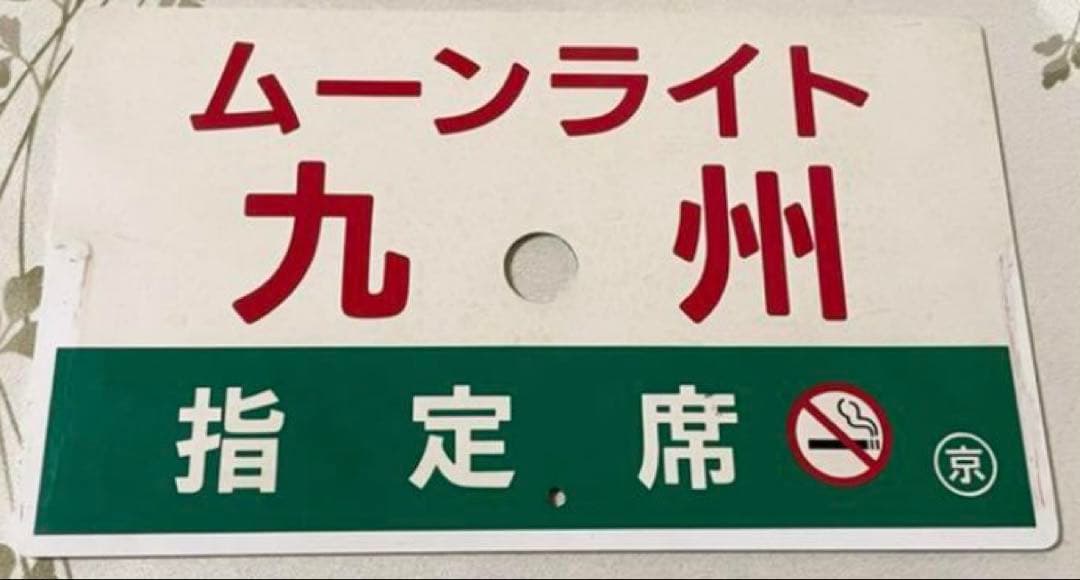 ムーンライト
九州
指定席 京